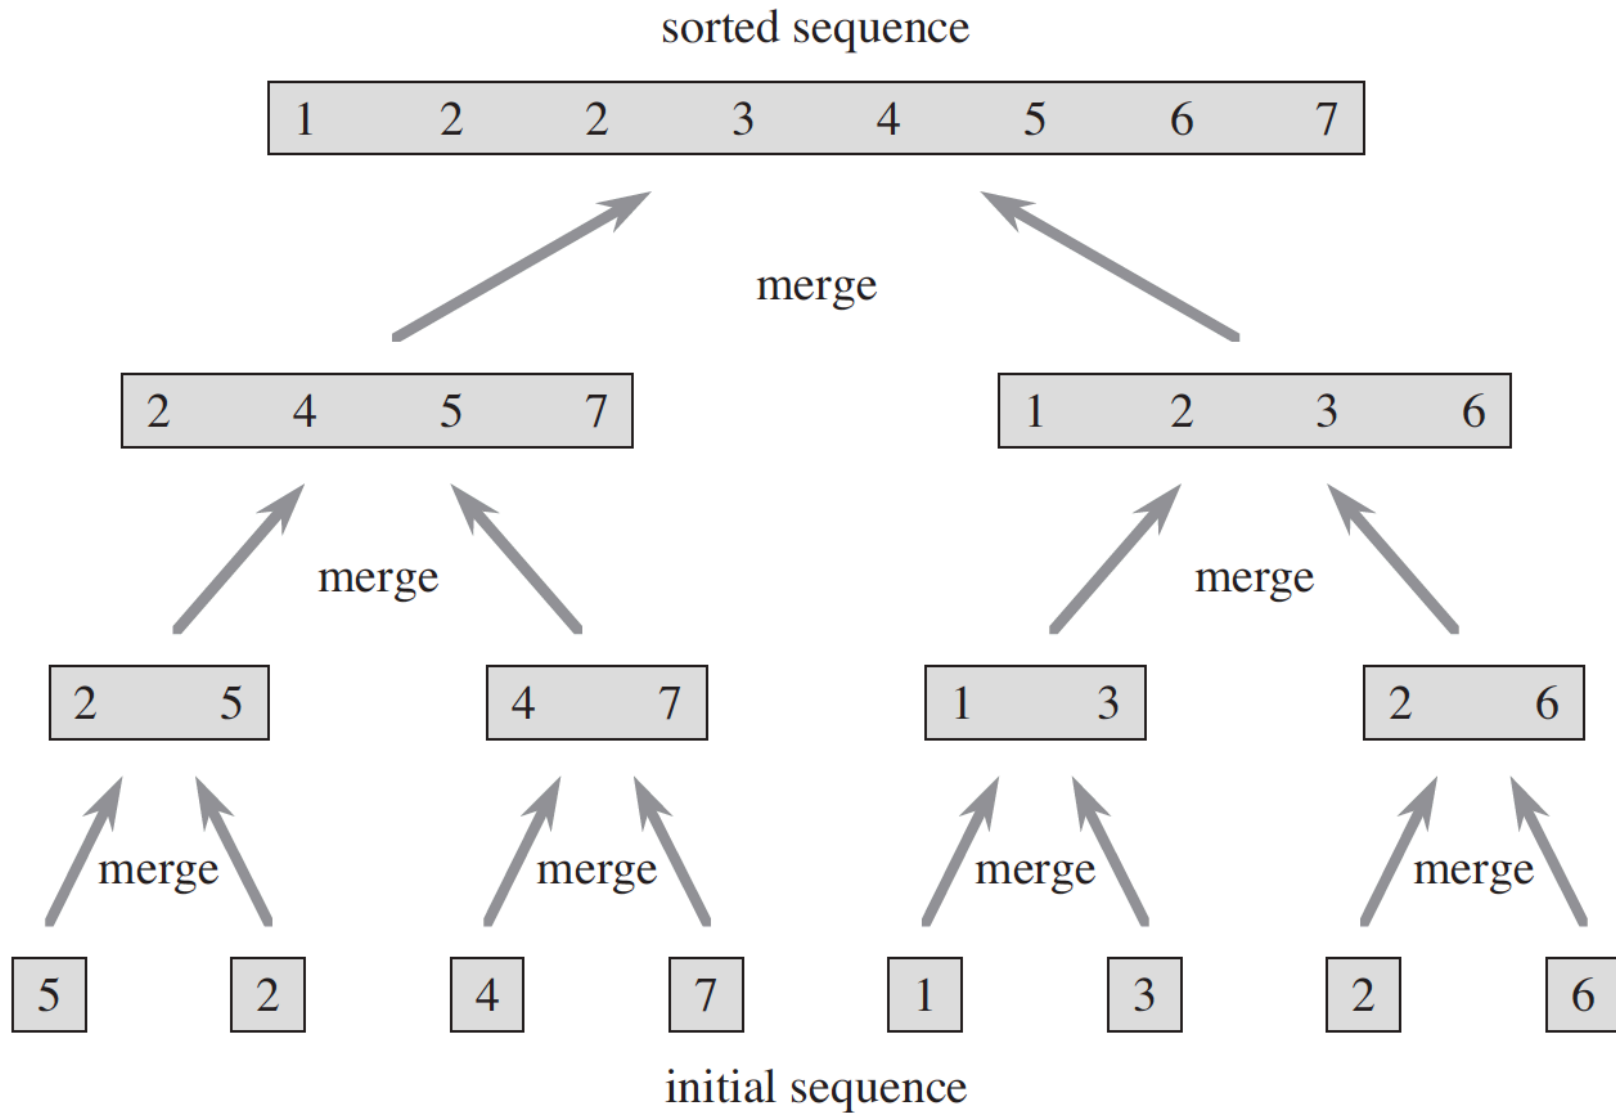 sorted sequence
1 2 2 3 4 5 6 7
merge
2 4 5 7
1 2 3 6
merge
merge
2 5
4 7
1 3
2 6
merge
merge
merge
merge
5
2
4
7
1
3
2
6
initial sequence